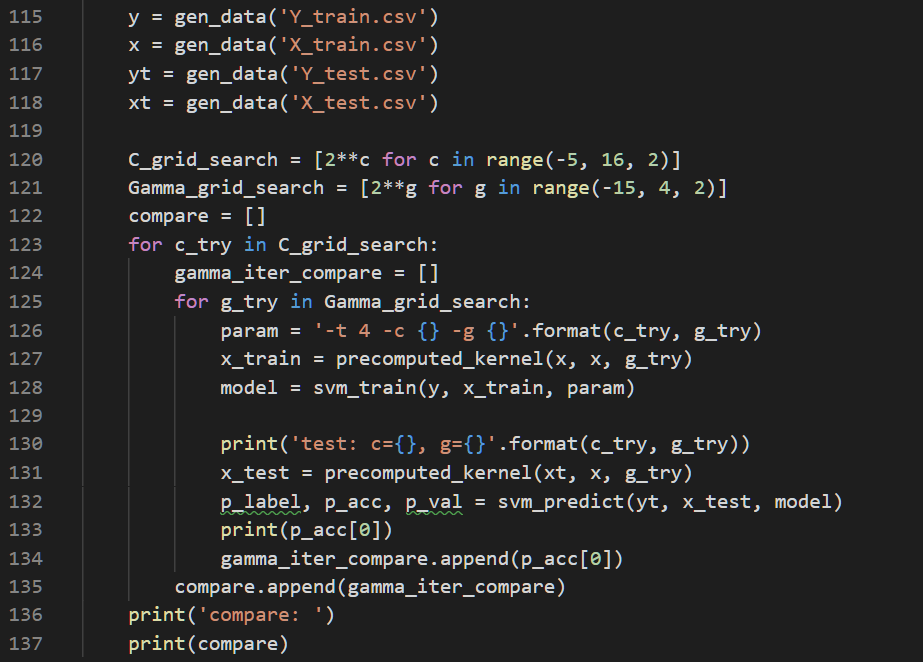 115 y = gen_data('Y_train.csv')
116 x = gen_data('X_train.csv')
117 yt = gen_data('Y_test.csv')
118 xt = gen_data('X_test.csv')
119
120 C_grid_search = [2**c for c in range(-5, 16, 2)]
121 Gamma_grid_search = [2**g for g in range(-15, 4, 2)]
122 compare = []
123 for c_try in C_grid_search:
124     gamma_iter_compare = []
125     for g_try in Gamma_grid_search:
126         param = '-t 4 -c {} -g {}'.format(c_try, g_try)
127         x_train = precomputed_kernel(x, x, g_try)
128         model = svm_train(y, x_train, param)
129
130         print('test: c={}, g={}'.format(c_try, g_try))
131         x_test = precomputed_kernel(xt, x, g_try)
132         p_label, p_acc, p_val = svm_predict(yt, x_test, model)
133         print(p_acc[0])
134         gamma_iter_compare.append(p_acc[0])
135     compare.append(gamma_iter_compare)
136 print('compare: ')
137 print(compare)